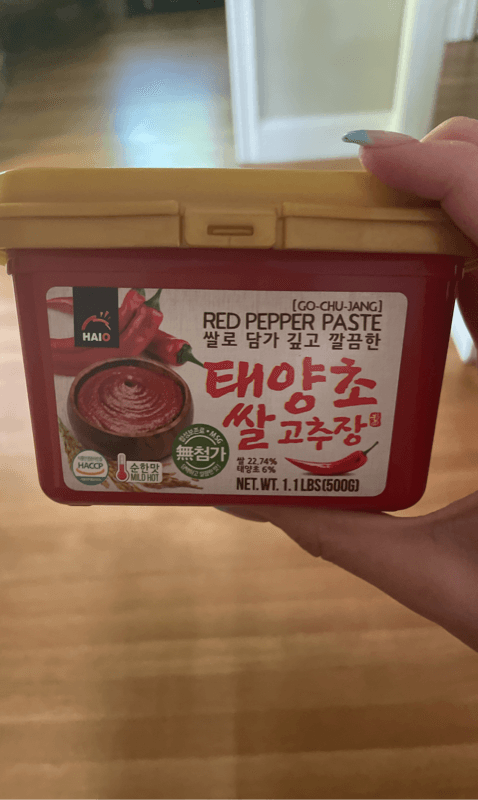 HAIO
[GO-CHU-JANG]
RED PEPPER PASTE
쌀로 담가 깊고 깔끔한
태양초
쌀 고추장
MSG
無첨가
HACCP
순한맛
MILD HOT
쌀 22.74%
태양초 6%
NET. WT. 1.1 LBS(500G)